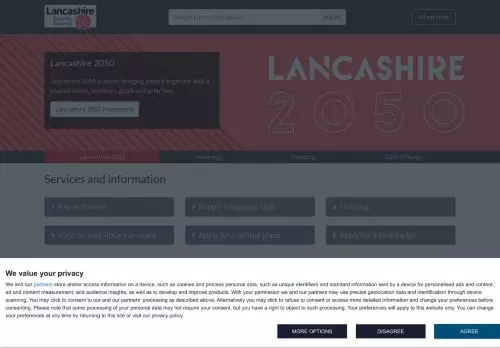 Lancashire
County
Council
All services
Lancashire 2050
Lancashire 2050 is about bringing people together with a
shared vision, ambition, goals and priorities
Lancashire 2050 Framework
LANCASHIRE
2050
Lancashire 2050
Flooding
Cost of living
Services and information
Report a highway fault
Flooding
Login to your library account
Apply for a school place
Apply for a blue badge
We value your privacy
We and our partners store and/or access information on a device, such as cookies and process personal data, such as unique identifiers and standard information sent by a device for personalised ads and content,
ad and content measurement, and audience insights, as well as to develop and improve products. With your permission we and our partners may use precise geolocation data and identification through device
scanning. You may click to consent to our and our partners' processing as described above. Alternatively you may click to refuse to consent or access more detailed information and change your preferences before
consenting. Please note that some processing of your personal data may not require your consent, but you have a right to object to such processing. Your preferences will apply to this website only. You can change
your preferences at any time by returning to this site or visit our privacy policy.
MORE OPTIONS
DISAGREE
AGREE